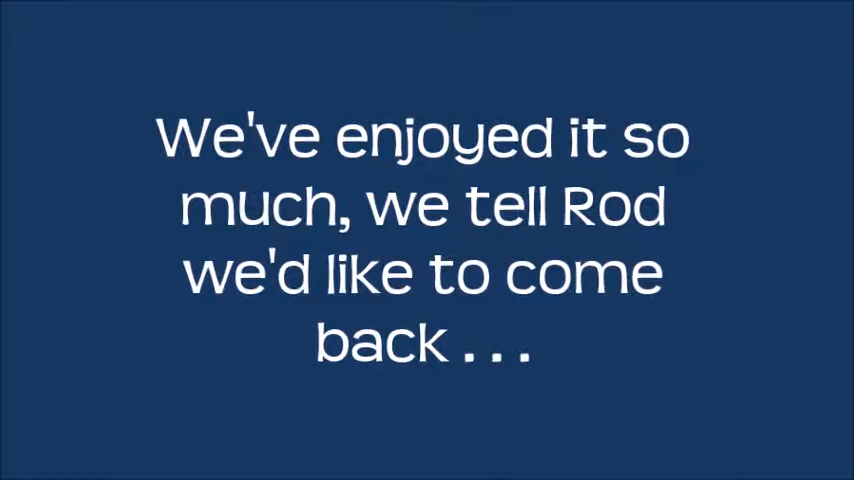 We've enjoyed it so
much, we tell Rod
we'd like to come
back . . .